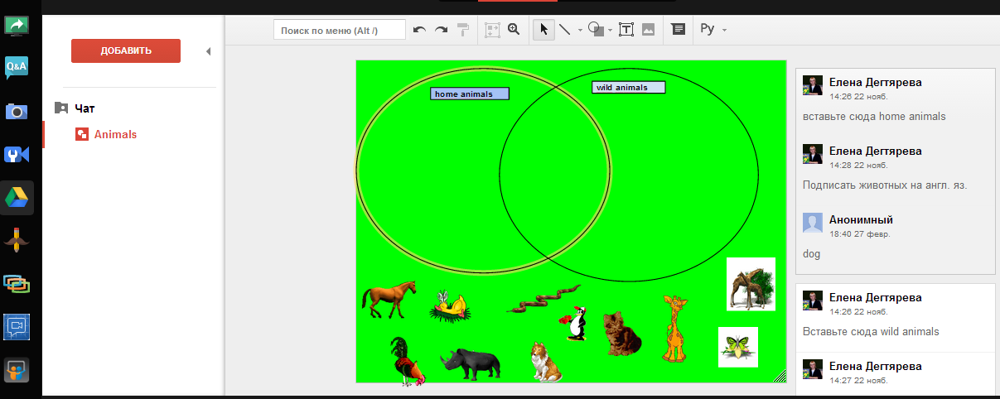 Поиск по меню (Alt /)
Ру
ДОБАВИТЬ
Q&A
Чат
Animals
home animals
wild animals
Елена Дегтярева
14:26 22 нояб.
вставьте сюда home animals
Елена Дегтярева
14:28 22 нояб.
Подписать животных на англ. яз.
Анонимный
18:40 27 февр.
dog
Елена Дегтярева
14:26 22 нояб.
Вставьте сюда wild animals
Елена Дегтярева
14:27 22 нояб.